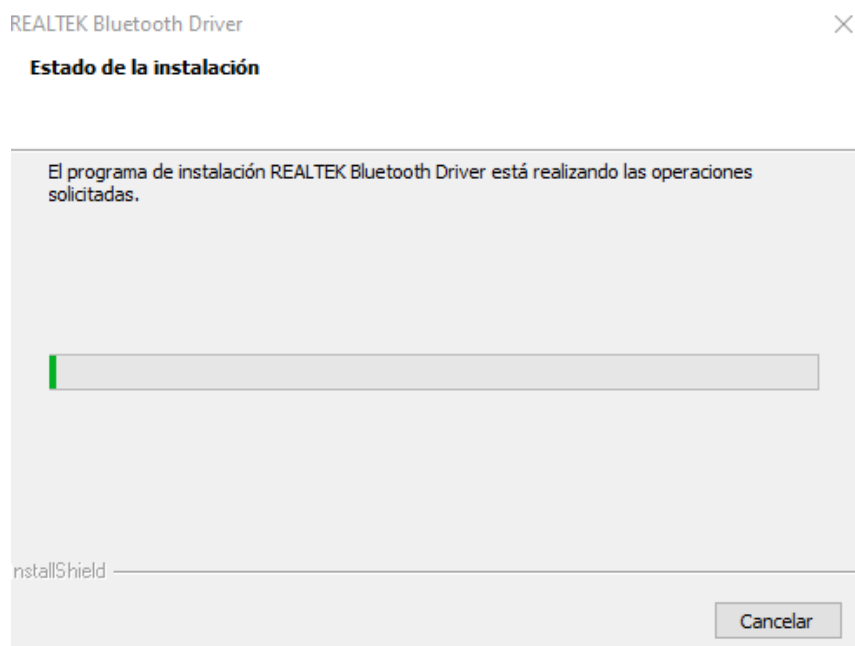 REALTEK Bluetooth Driver
Estado de la instalación
El programa de instalación REALTEK Bluetooth Driver está realizando las operaciones
solicitadas.
nstallShield
Cancelar